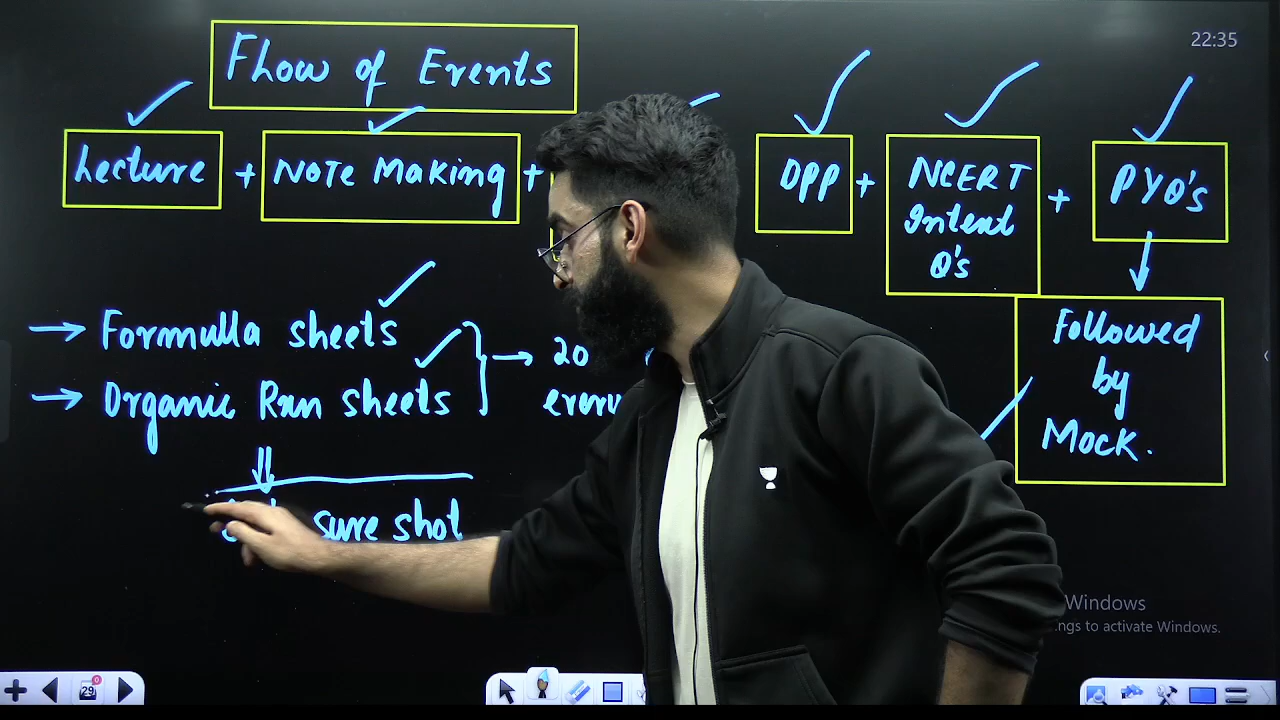 22:35
Flow of Events
Lecture + NOTE Making +
DPP + NCERT Intext Q's + PYQ's
→ Formulla sheets
→ Organic Rxn sheets
→ 20
Followed
by
Mock.
sure shot
Windows
ngs to activate Windows.
29